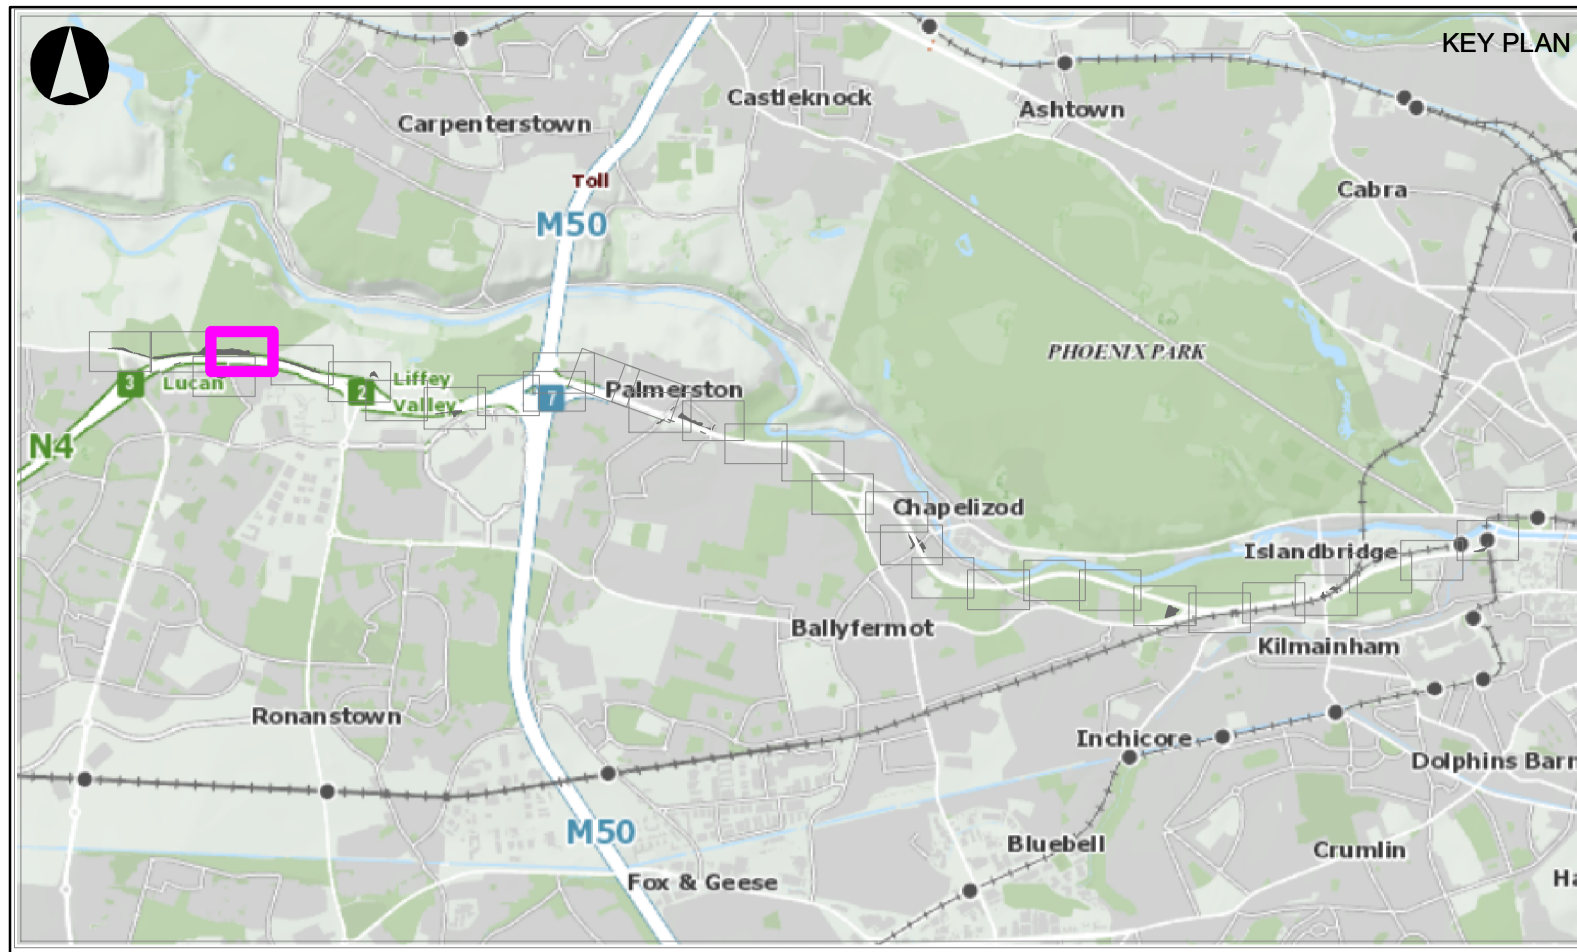 KEY PLAN
Castleknock
Ashtown
Carpenterstown
Toll
Cabra
M50
PHOENIX PARK
3
Lucan
2
Liffey
Valley
7
Palmerston
N4
Chapelizod
Islandbridge
Ballyfermot
Kilmainham
Ronanstown
Inchicore
Dolphins Barn
M50
Bluebell
Crumlin
Fox & Geese
Ha